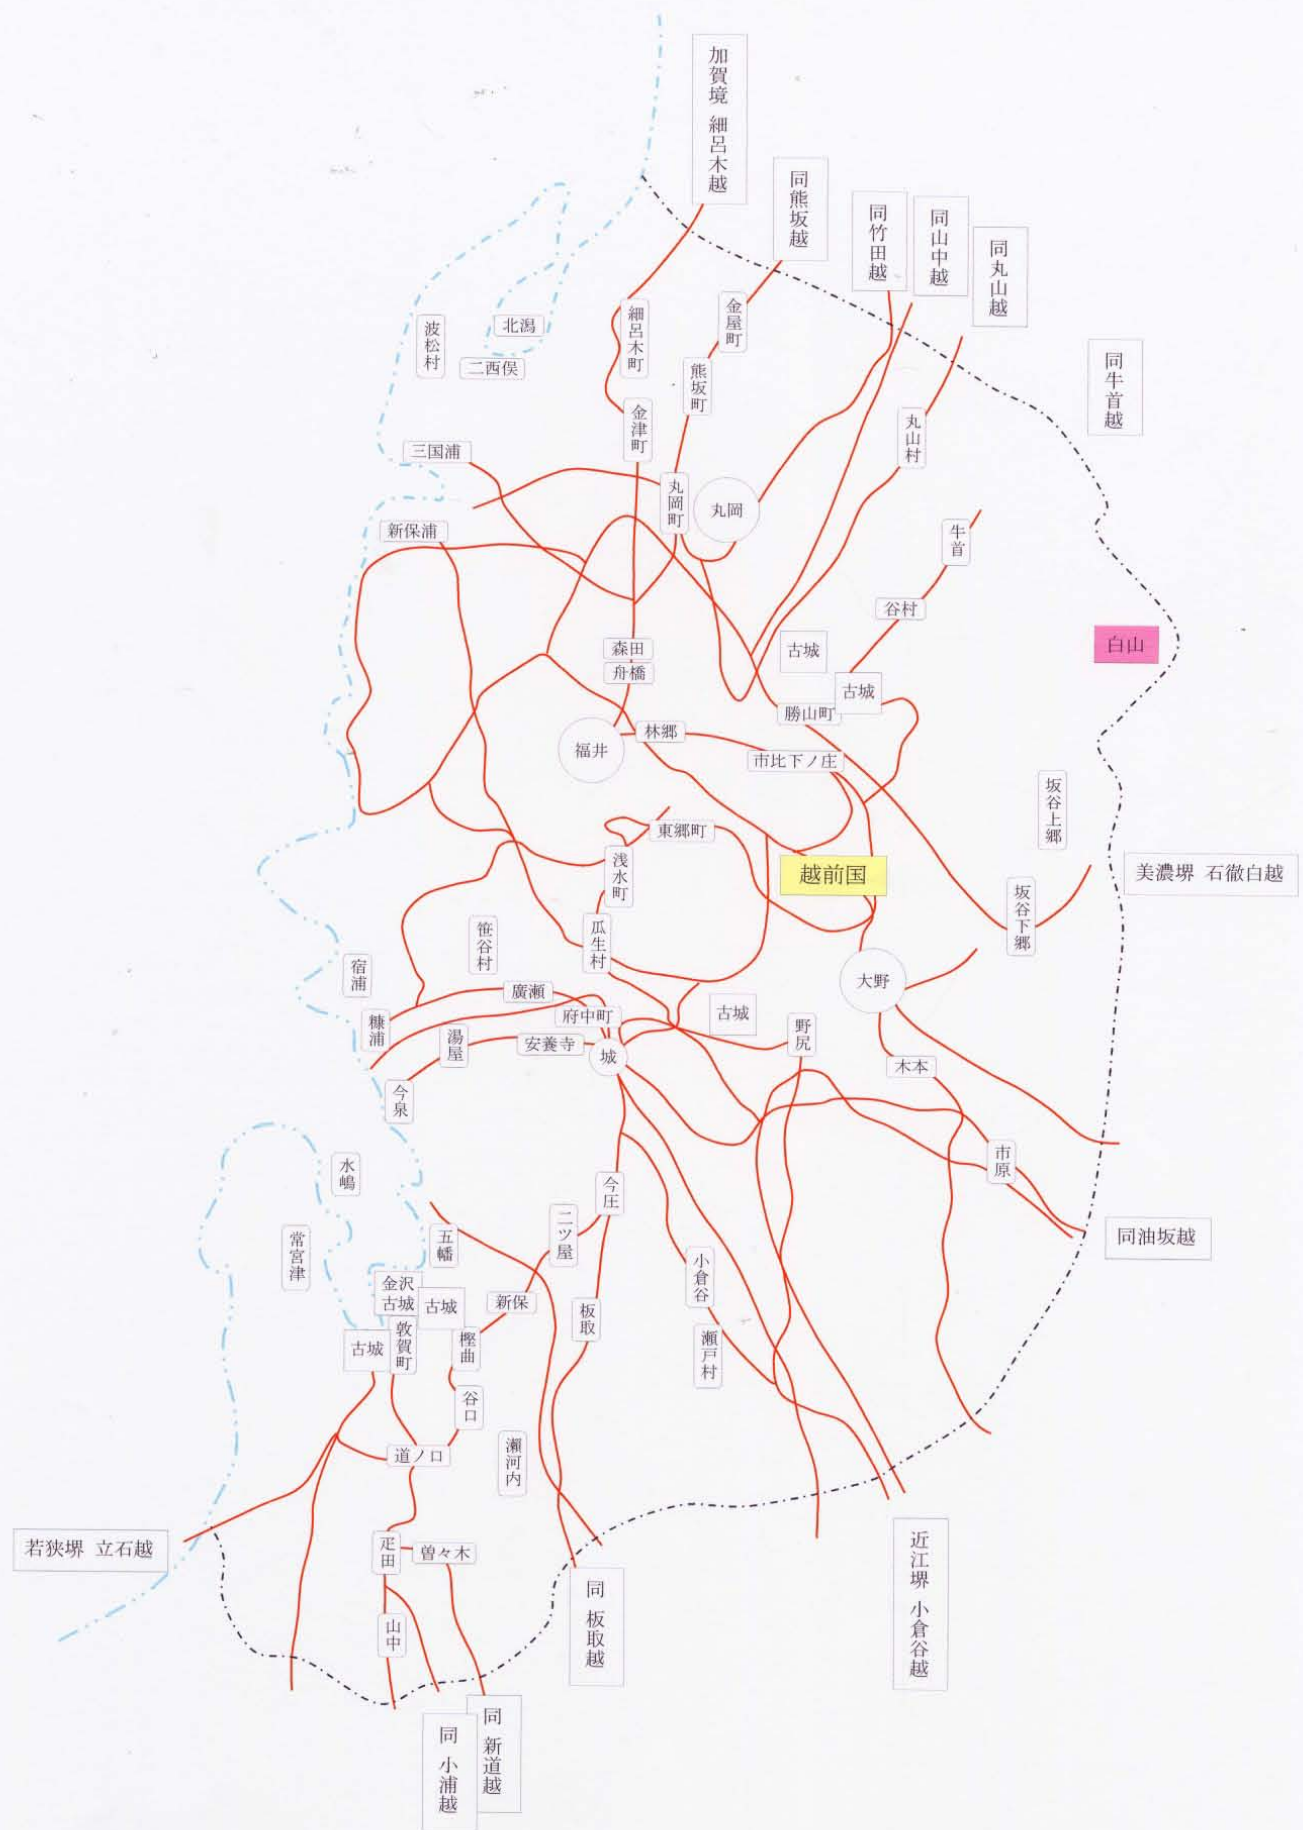 加賀境 細呂木越
同熊坂越
同竹田越
同山中越
同丸山越
同牛首越
金屋町
細呂木町
北潟
波松村
二西俣
熊坂町
金津町
丸山村
三国浦
丸岡町
丸岡
新保浦
牛首
谷村
白山
森田
舟橋
古城
古城
勝山町
林郷
福井
市比下ノ庄
坂谷上郷
東郷町
浅水町
越前国
美濃堺 石徹白越
坂谷下郷
瓜生村
笹谷村
宿浦
大野
廣瀬
古城
府中町
糠浦
湯屋
安養寺
城
野尻
木本
今泉
水嶋
市原
今圧
二ツ屋
五幡
常宮津
同油坂越
小倉谷
金沢
古城
古城
新保
板取
敦賀町
樫曲
古城
瀬戸村
谷口
道ノ口
瀬河内
若狭堺 立石越
疋田
曽々木
近江堺 小倉谷越
同 板取越
山中
同 新道越
同 小浦越